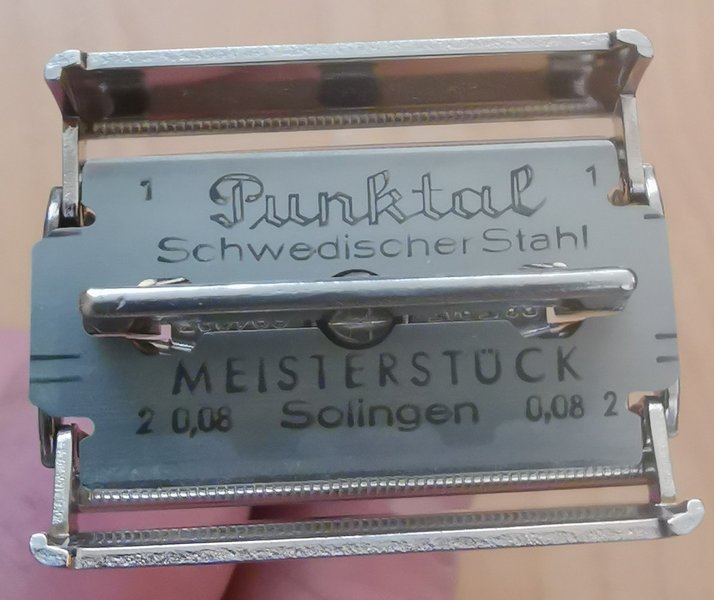 1 Punktal 1
Schwedischer Stahl
MEISTERSTÜCK
2 0,08 Solingen 0,08 2